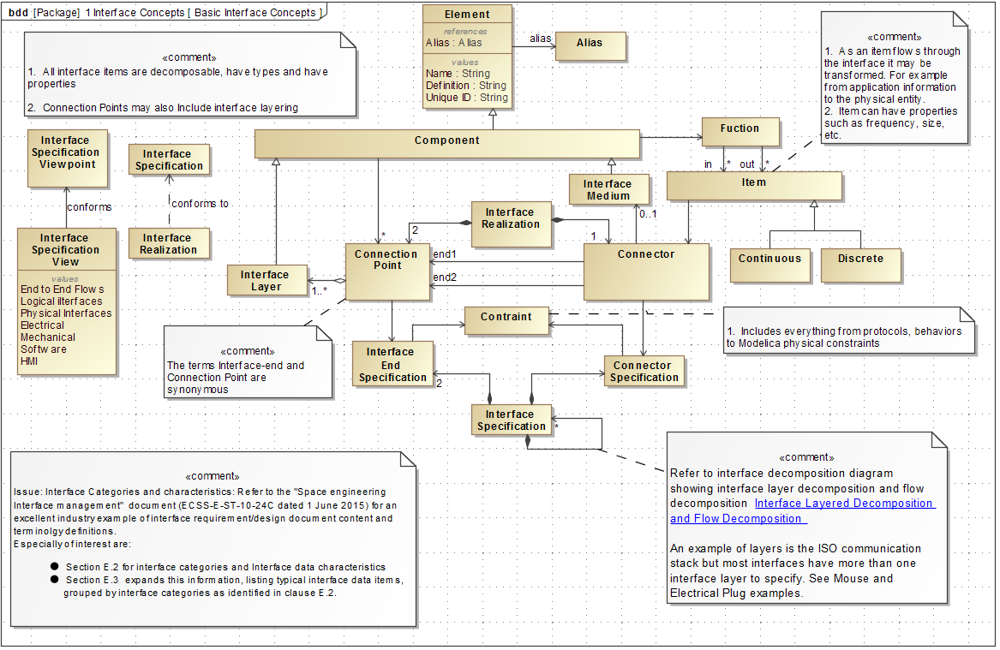 bdd [Package] 1 Interface Concepts [ Basic Interface Concepts ]
Element
references
Alias : Alias
values
Name : String
Definition : String
Unique ID : String
alias
Alias
«comment»
1. All interface items are decomposable, have types and have
properties
2. Connection Points may also Include interface layering
«comment»
1. As an item flows through
the interface it may be
transformed. For example
from application information
to the physical entity.
2. Item can have properties
such as frequency, size,
etc.
Interface
Specification
Viewpoint
Interface
Specification
Component
Fuction
in
*
out
*
conforms
conforms to
Interface
Medium
Item
Interface
Realization
0..1
Interface
Specification
View
values
End to End Flows
Logical iIterfaces
Physical Interfaces
Electrical
Mechanical
Software
HMI
Interface
Realization
*
2
1
Connection
Point
end1
end2
Connector
Continuous
Discrete
Interface
Layer
1..*
Contraint
«comment»
The terms Interface-end and
Connection Point are
synonymous
1. Includes everything from protocols, behaviors
to Modelica physical constraints
Interface
End
Specification
2
Connector
Specification
Interface
Specification
*
«comment»
Refer to interface decomposition diagram
showing interface layer decomposition and flow
decomposition Interface Layered Decomposition
and Flow Decomposition
An example of layers is the ISO communication
stack but most interfaces have more than one
interface layer to specify. See Mouse and
Electrical Plug examples.
«comment»
Issue: Interface Categories and characteristics: Refer to the "Space engineering
Interface management" document (ECSS-E-ST-10-24C dated 1 June 2015) for an
excellent industry example of interface requirement/design document content and
terminolgy definitions.
Especially of interest are:
● Section E.2 for interface categories and Interface data characteristics
● Section E.3 expands this information, listing typical interface data items,
grouped by interface categories as identified in clause E.2.